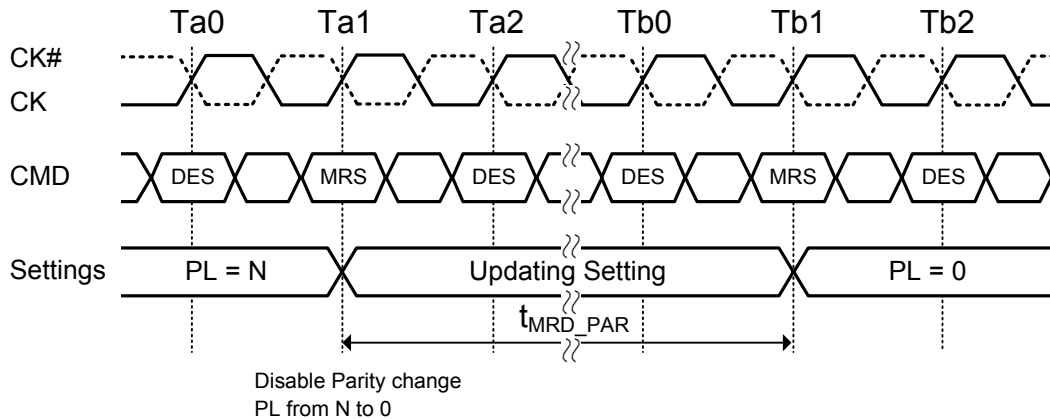 Ta0 Ta1 Ta2 Tb0 Tb1 Tb2
CK#
CK
CMD DES MRS DES DES MRS DES
Settings PL = N Updating Setting PL = 0
tMRD_PAR
Disable Parity change
PL from N to 0